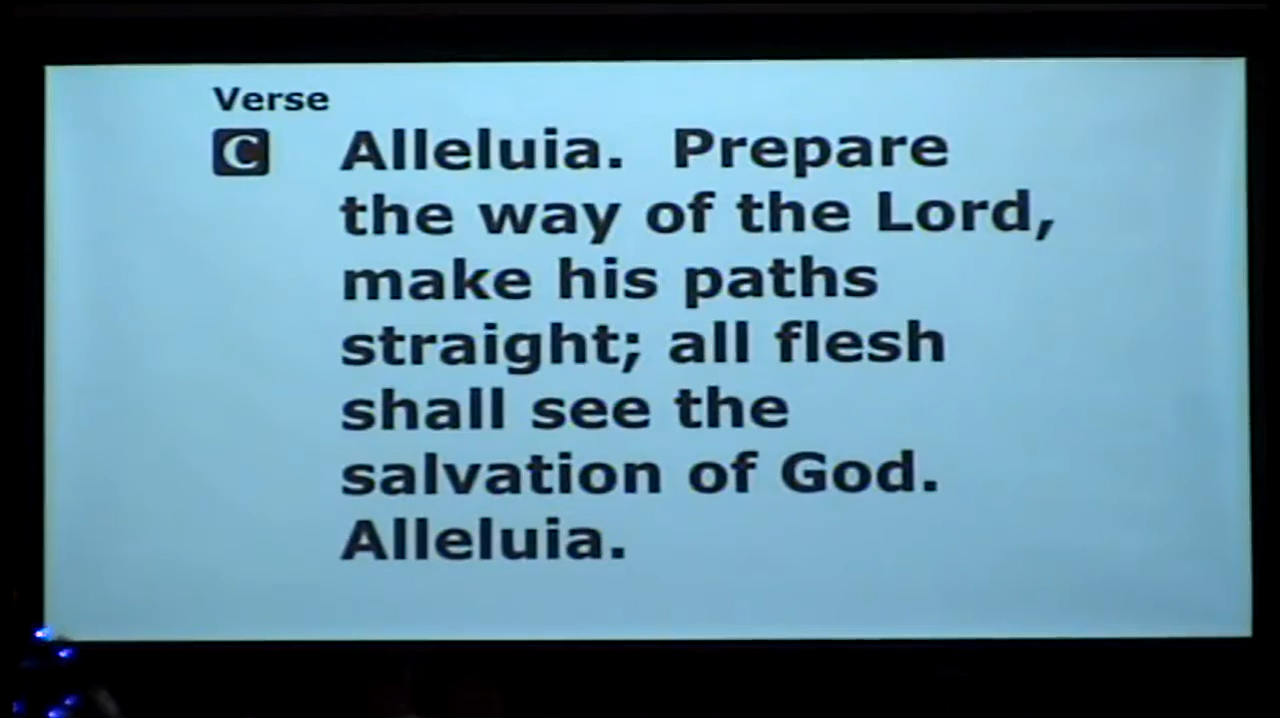 Verse
C Alleluia. Prepare
the way of the Lord,
make his paths
straight; all flesh
shall see the
salvation of God.
Alleluia.